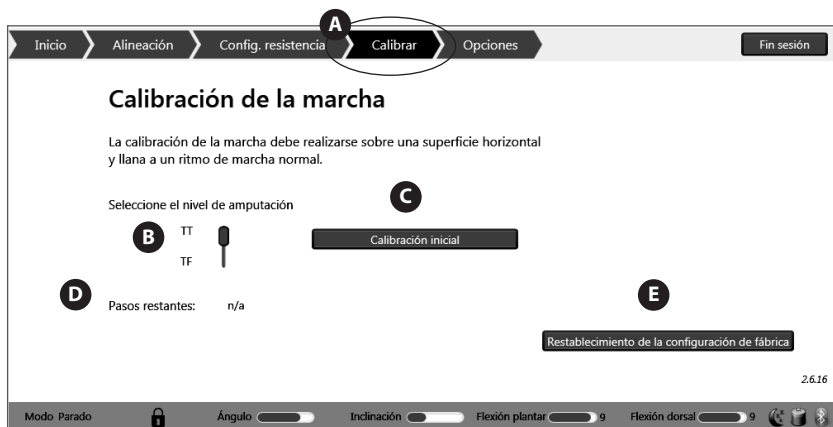 A
Inicio Alineación Config. resistencia Calibrar Opciones Fin sesión
Calibración de la marcha
La calibración de la marcha debe realizarse sobre una superficie horizontal
y llana a un ritmo de marcha normal.
Seleccione el nivel de amputación
C
B TT
Calibración inicial
TF
D
E
Pasos restantes: n/a
Restablecimiento de la configuración de fábrica
2.6.16
Modo Parado Ángulo Inclinación Flexión plantar 9 Flexión dorsal 9